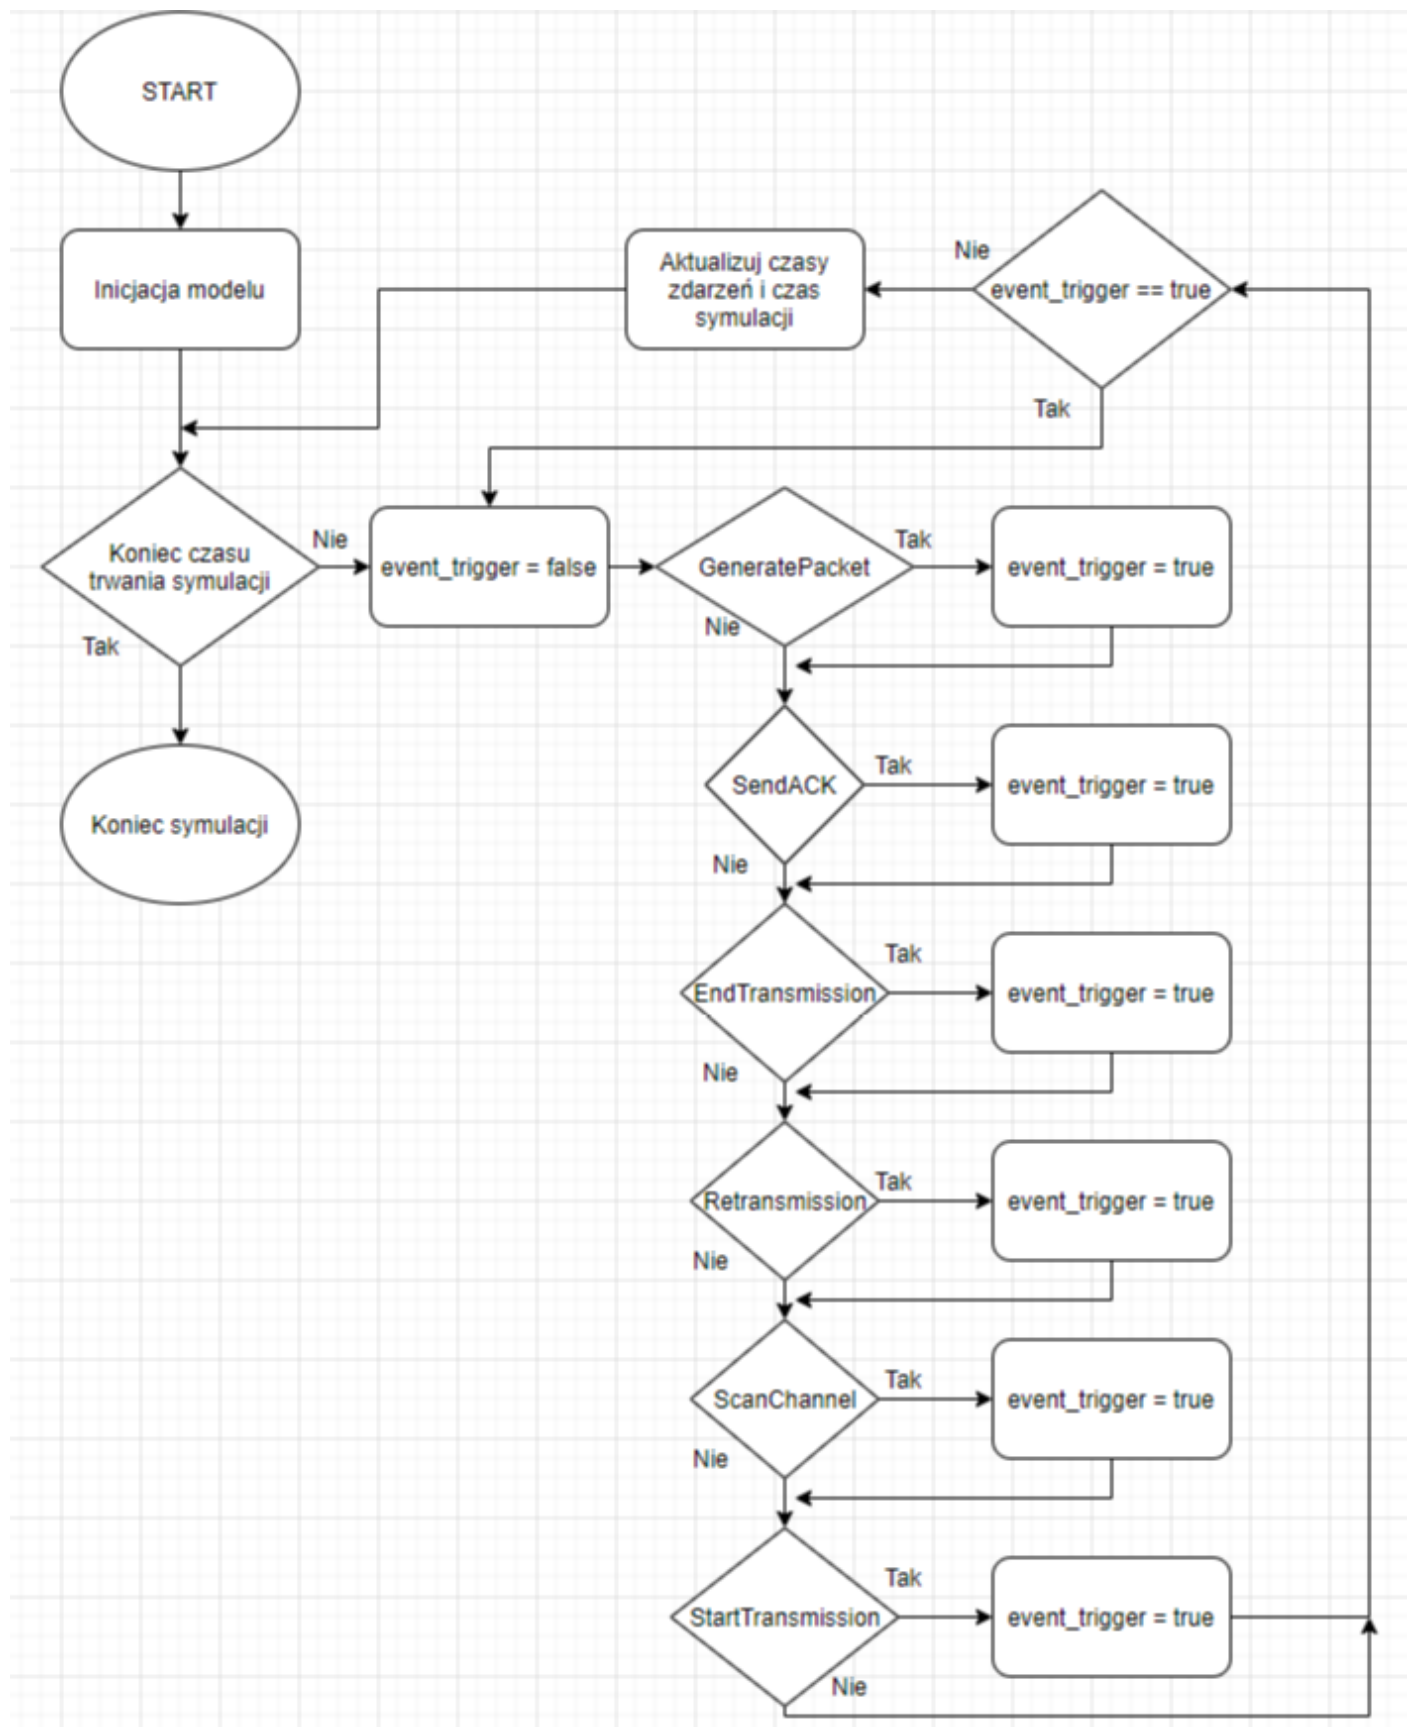 START
Inicjacja modelu
Aktualizuj czasy
zdarzeń i czas
symulacji
Nie
event_trigger == true
Tak
Koniec czasu
trwania symulacji
Nie
Tak
event_trigger = false
GeneratePacket
Tak
event_trigger = true
Nie
Koniec symulacji
SendACK
Tak
event_trigger = true
Nie
EndTransmission
Tak
event_trigger = true
Nie
Retransmission
Tak
event_trigger = true
Nie
ScanChannel
Tak
event_trigger = true
Nie
StartTransmission
Tak
event_trigger = true
Nie